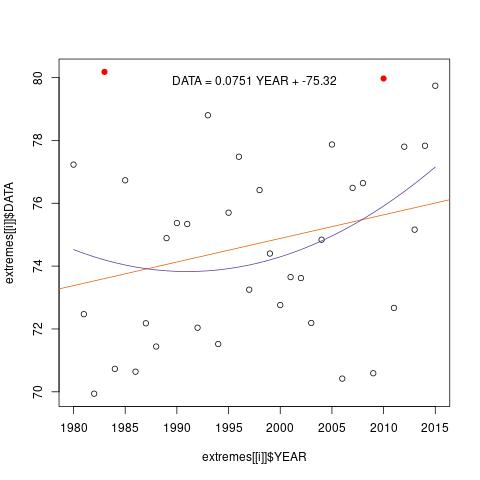 DATA = 0.0751 YEAR + -75.32
80
78
76
74
72
70
extremes[[i]]$DATA
1980 1985 1990 1995 2000 2005 2010 2015
extremes[[i]]$YEAR